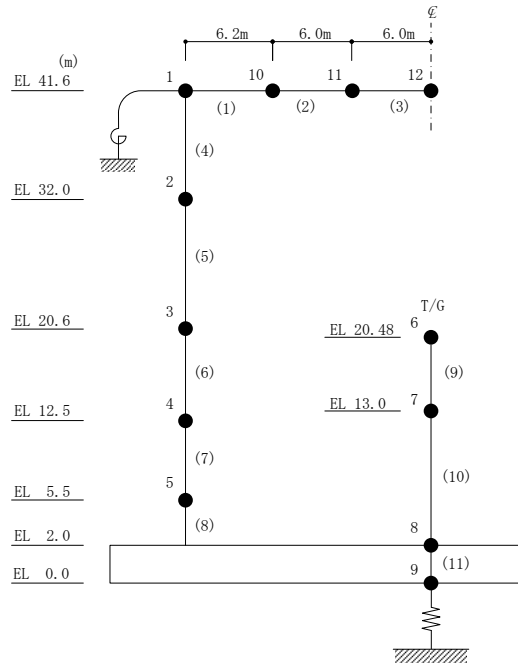 ℄
6.2m 6.0m 6.0m
(m)
EL 41.6 1 10 11 12
(1) (2) (3)
(4)
EL 32.0 2
(5)
EL 20.6 3 T/G
EL 20.48 6
(6) (9)
EL 13.0 7
EL 12.5 4
(7) (10)
EL 5.5 5
(8)
EL 2.0 8
(11)
EL 0.0 9